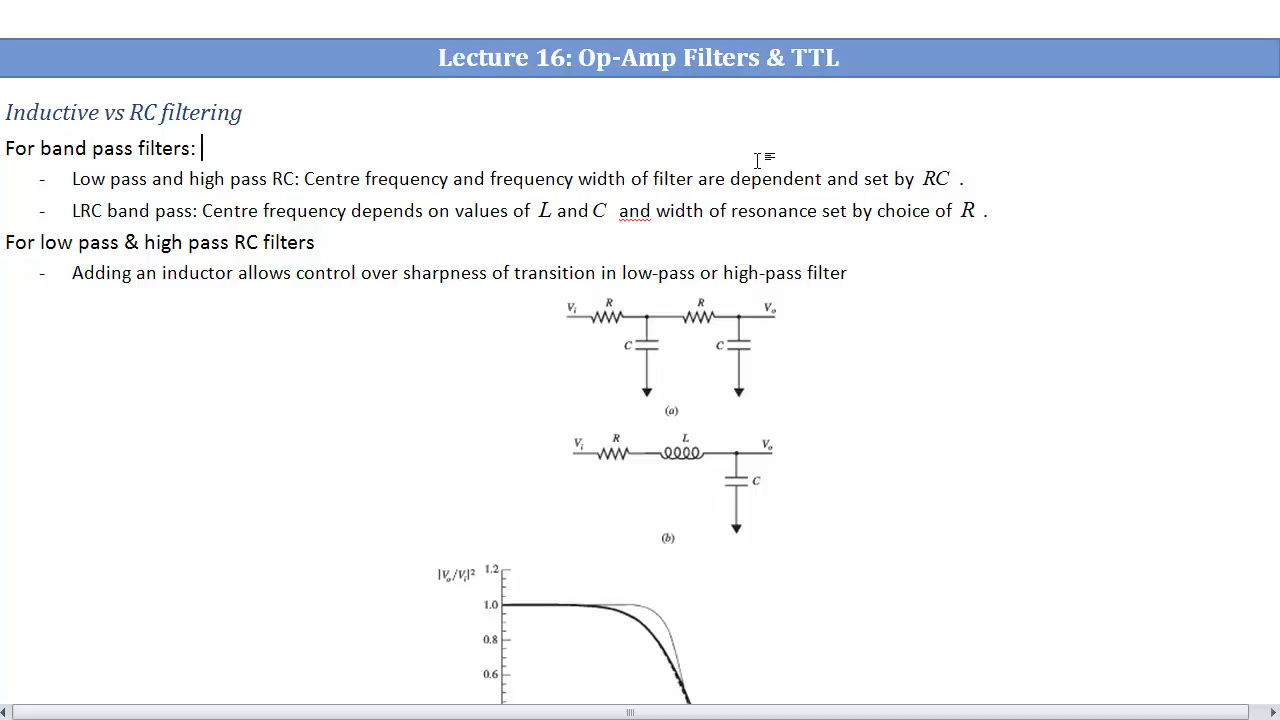 Lecture 16: Op-Amp Filters & TTL
Inductive vs RC filtering
For band pass filters:
- Low pass and high pass RC: Centre frequency and frequency width of filter are dependent and set by RC .
- LRC band pass: Centre frequency depends on values of L and C and width of resonance set by choice of R .
For low pass & high pass RC filters
- Adding an inductor allows control over sharpness of transition in low-pass or high-pass filter
Vi R R Vo
C C
(a)
Vi R L Vo
C
(b)
|Vo/Vi|² 1.2
1.0
0.8
0.6